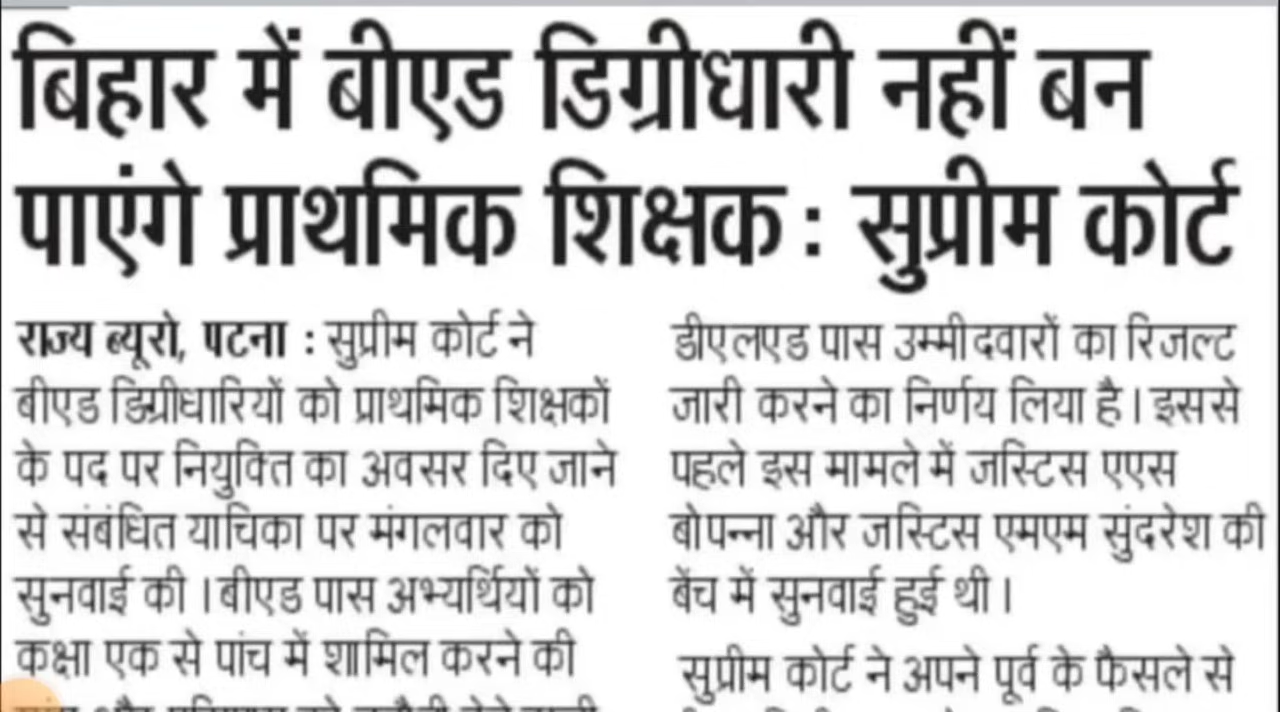 बिहार में बीएड डिग्रीधारी नहीं बन
पाएंगे प्राथमिक शिक्षक : सुप्रीम कोर्ट
राज्य ब्यूरो, पटना : सुप्रीम कोर्ट ने
बीएड डिग्रीधारियों को प्राथमिक शिक्षकों
के पद पर नियुक्ति का अवसर दिए जाने
से संबंधित याचिका पर मंगलवार को
सुनवाई की । बीएड पास अभ्यर्थियों को
कक्षा एक से पांच में शामिल करने की
डीएलएड पास उम्मीदवारों का रिजल्ट
जारी करने का निर्णय लिया है । इससे
पहले इस मामले में जस्टिस एएस
बोपन्ना और जस्टिस एमएम सुंदरेश की
बेंच में सुनवाई हुई थी ।
सुप्रीम कोर्ट ने अपने पूर्व के फैसले से